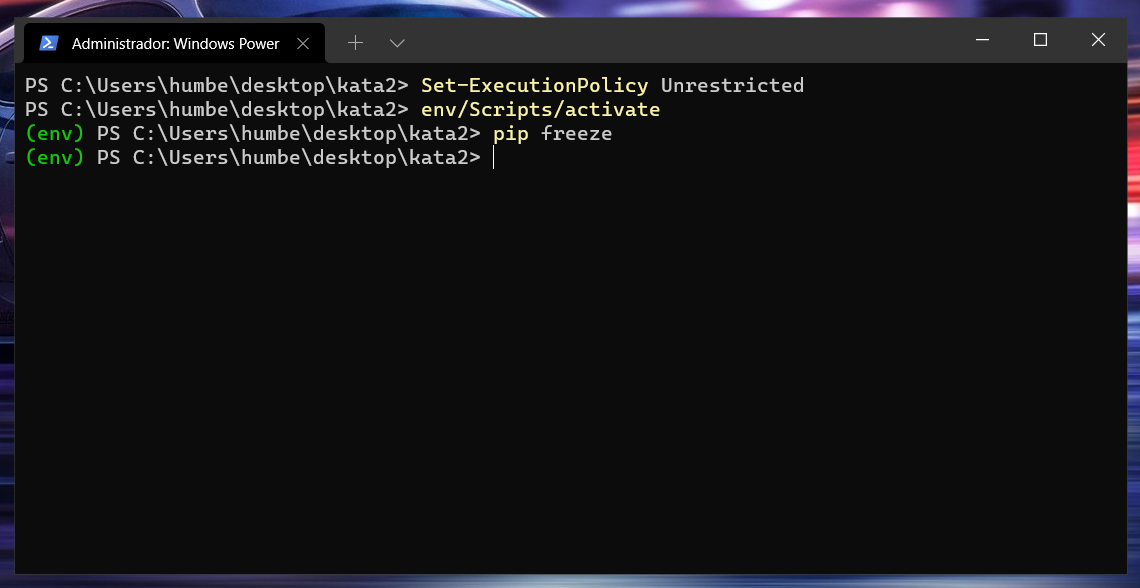 Administrador: Windows Power
PS C:\Users\humbe\desktop\kata2> Set-ExecutionPolicy Unrestricted
PS C:\Users\humbe\desktop\kata2> env/Scripts/activate
(env) PS C:\Users\humbe\desktop\kata2> pip freeze
(env) PS C:\Users\humbe\desktop\kata2>